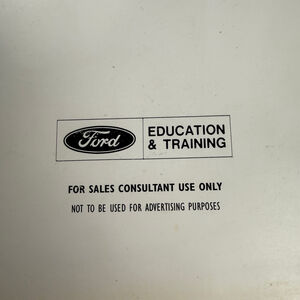 Ford
EDUCATION
& TRAINING
FOR SALES CONSULTANT USE ONLY
NOT TO BE USED FOR ADVERTISING PURPOSES